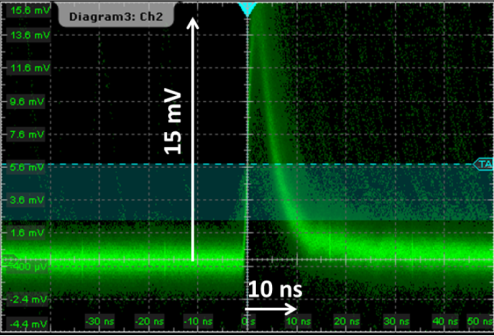 Diagram3: Ch2
15.6 mV
13.6 mV
11.6 mV
9.6 mV
7.6 mV
5.6 mV
3.6 mV
1.6 mV
-400 µV
-2.4 mV
-4.4 mV
15 mV
TA
10 ns
-30 ns
-20 ns
-10 ns
0 s
10 ns
20 ns
30 ns
40 ns
50 ns